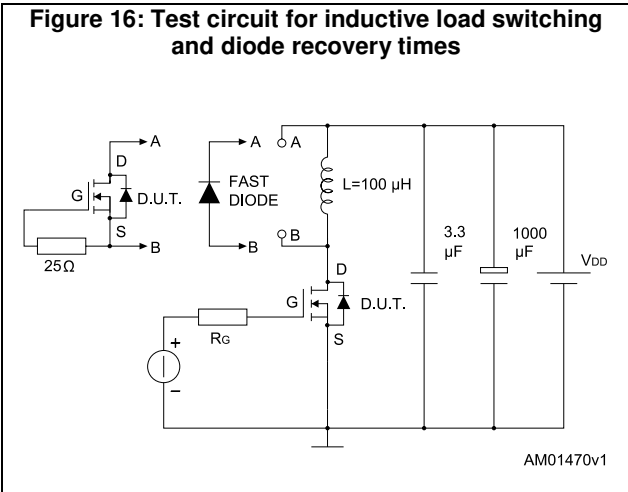 Figure 16: Test circuit for inductive load switching
and diode recovery times
A
D
G
D.U.T.
S
B
25Ω
A
FAST
DIODE
B
A
L=100 µH
B
D
G
D.U.T.
S
RG
+
–
3.3
µF
1000
µF
VDD
AM01470v1